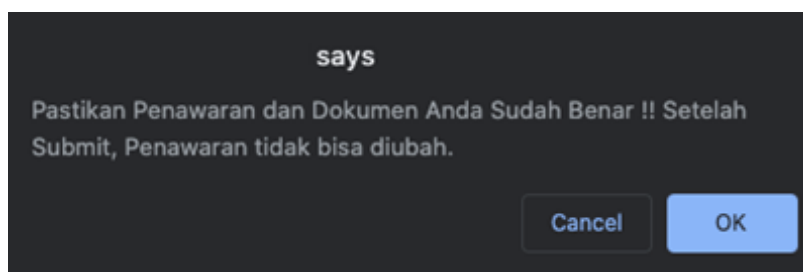 says
Pastikan Penawaran dan Dokumen Anda Sudah Benar !! Setelah
Submit, Penawaran tidak bisa diubah.
Cancel OK